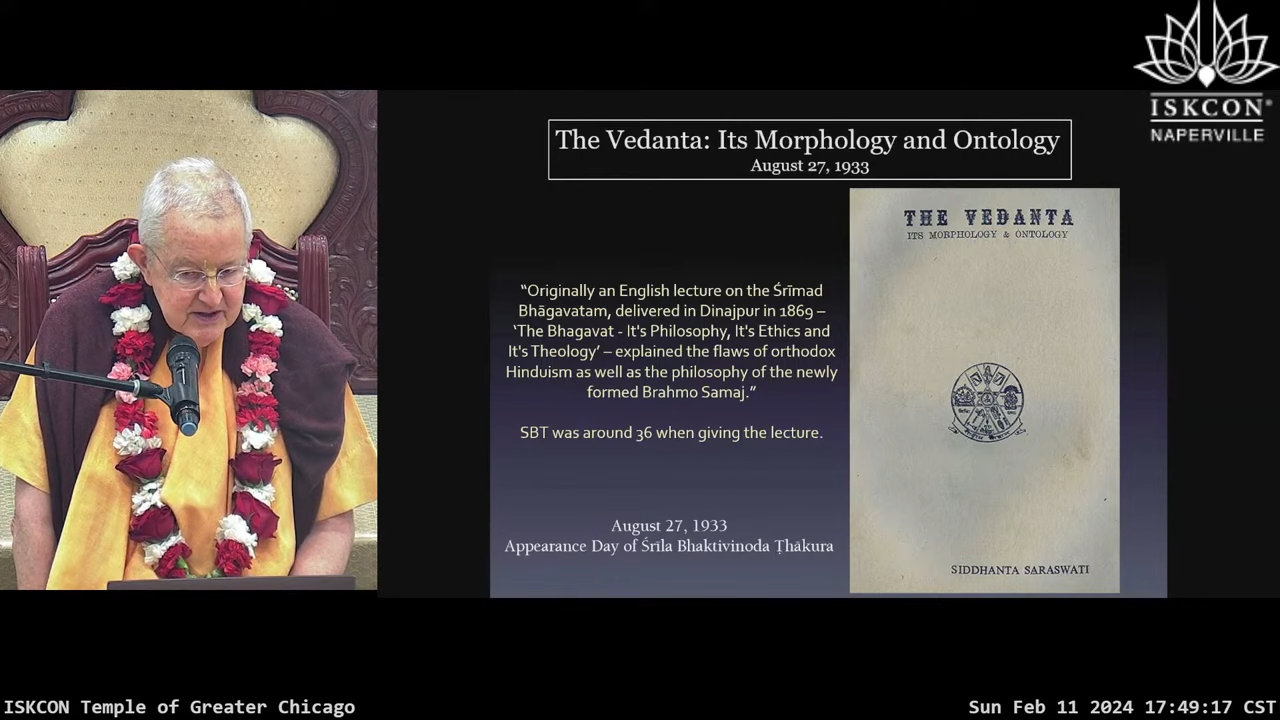 ISKCON®
NAPERVILLE
The Vedanta: Its Morphology and Ontology
August 27, 1933
“Originally an English lecture on the Śrīmad
Bhāgavatam, delivered in Dinajpur in 1869 –
‘The Bhagavat - It's Philosophy, It's Ethics and
It's Theology’ – explained the flaws of orthodox
Hinduism as well as the philosophy of the newly
formed Brahmo Samaj.”
SBT was around 36 when giving the lecture.
August 27, 1933
Appearance Day of Śrīla Bhaktivinoda Ṭhākura
THE VEDANTA
ITS MORPHOLOGY & ONTOLOGY
SIDDHANTA SARASWATI
ISKCON Temple of Greater Chicago
Sun Feb 11 2024 17:49:17 CST